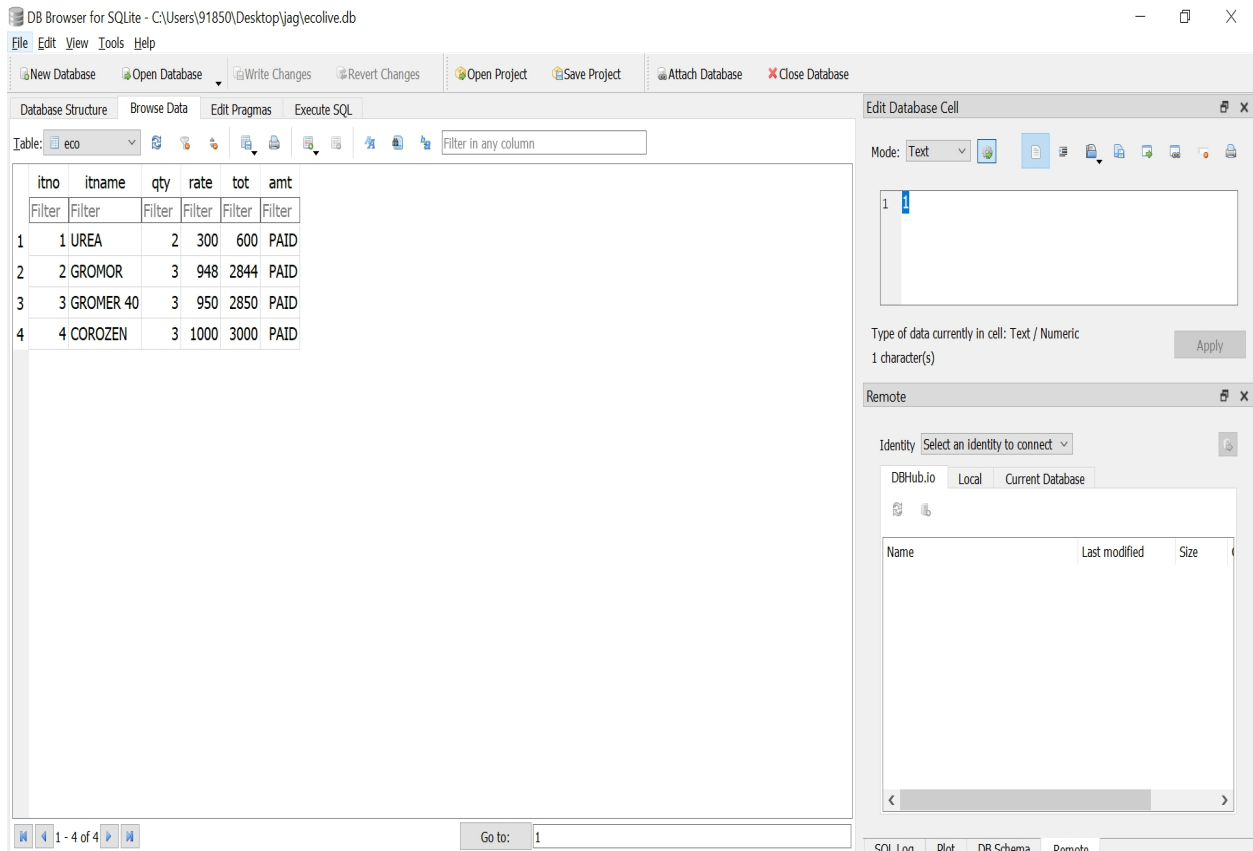 DB Browser for SQLite - C:\Users\91850\Desktop\jag\ecolive.db
File Edit View Tools Help
New Database Open Database Write Changes Revert Changes Open Project Save Project Attach Database Close Database
Database Structure Browse Data Edit Pragmas Execute SQL
Table: eco Filter in any column
itno itname qty rate tot amt
Filter Filter Filter Filter Filter Filter
1 1 UREA 2 300 600 PAID
2 2 GROMOR 3 948 2844 PAID
3 3 GROMER 40 3 950 2850 PAID
4 4 COROZEN 3 1000 3000 PAID
1 - 4 of 4 Go to: 1
Edit Database Cell
Mode: Text
1 1
Type of data currently in cell: Text / Numeric
1 character(s)
Apply
Remote
Identity Select an identity to connect
DBHub.io Local Current Database
Name Last modified Size
SQL Log Plot DB Schema Remote